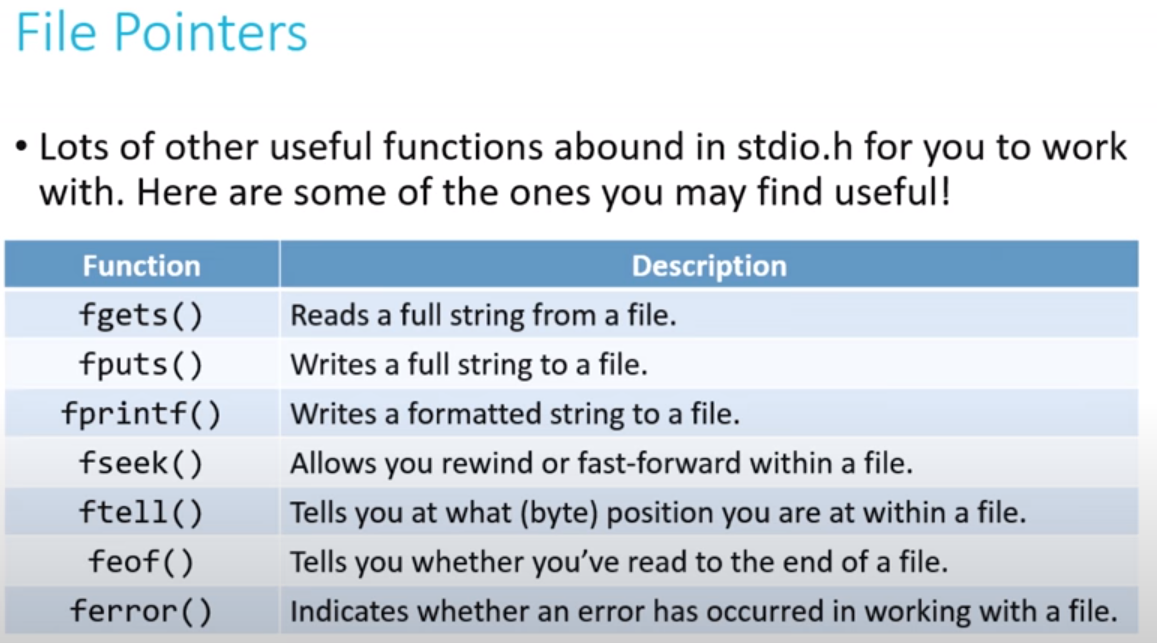 File Pointers
• Lots of other useful functions abound in stdio.h for you to work
with. Here are some of the ones you may find useful!
Function Description
fgets() Reads a full string from a file.
fputs() Writes a full string to a file.
fprintf() Writes a formatted string to a file.
fseek() Allows you rewind or fast-forward within a file.
ftell() Tells you at what (byte) position you are at within a file.
feof() Tells you whether you’ve read to the end of a file.
ferror() Indicates whether an error has occurred in working with a file.